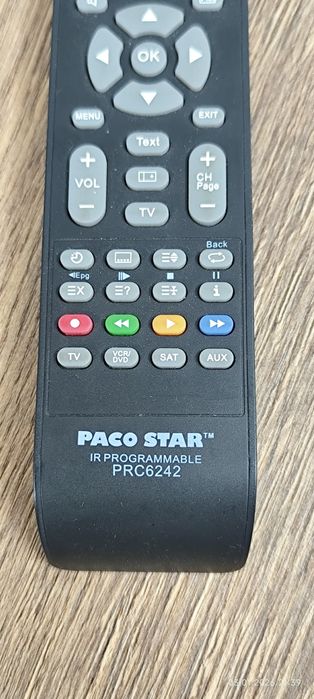 OK
MENU
EXIT
Text
+
+
VOL
CH
Page
−
−
TV
Back
Epg
X
?
i
TV
VCR/
DVD
SAT
AUX
PACO STAR™
IR PROGRAMMABLE
PRC6242